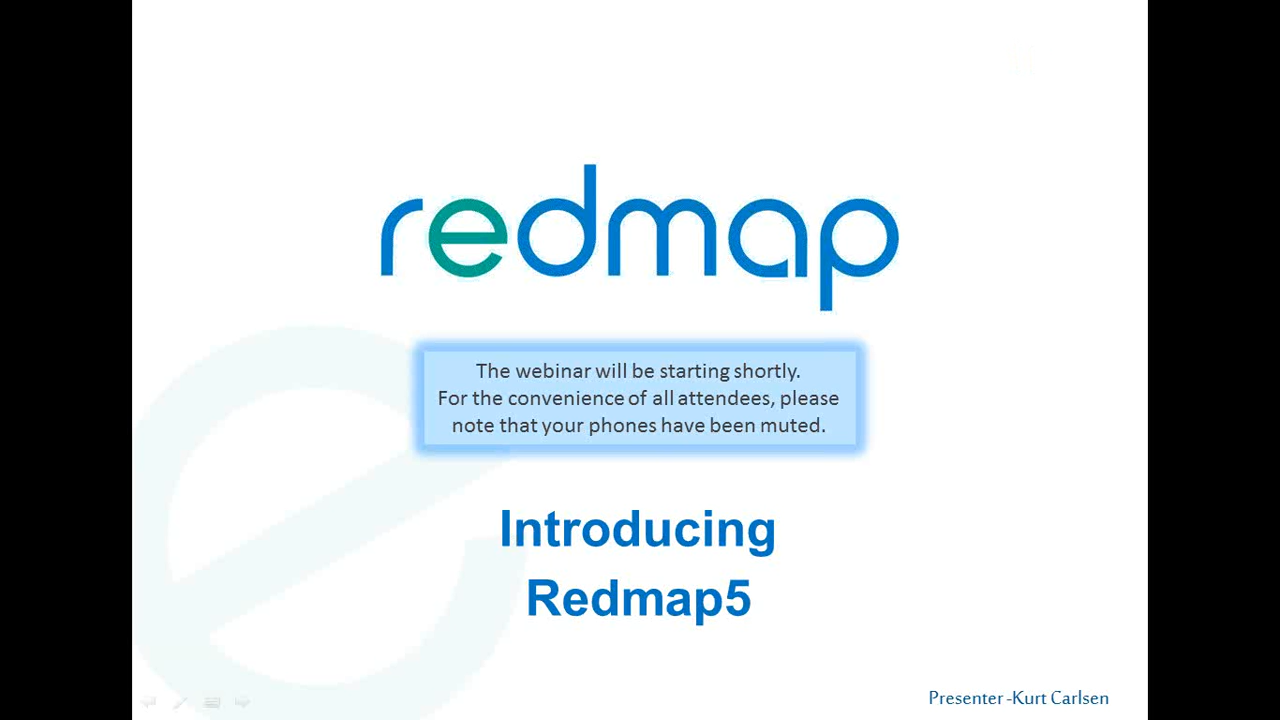 redmap
The webinar will be starting shortly.
For the convenience of all attendees, please
note that your phones have been muted.
Introducing
Redmap5
Presenter -Kurt Carlsen